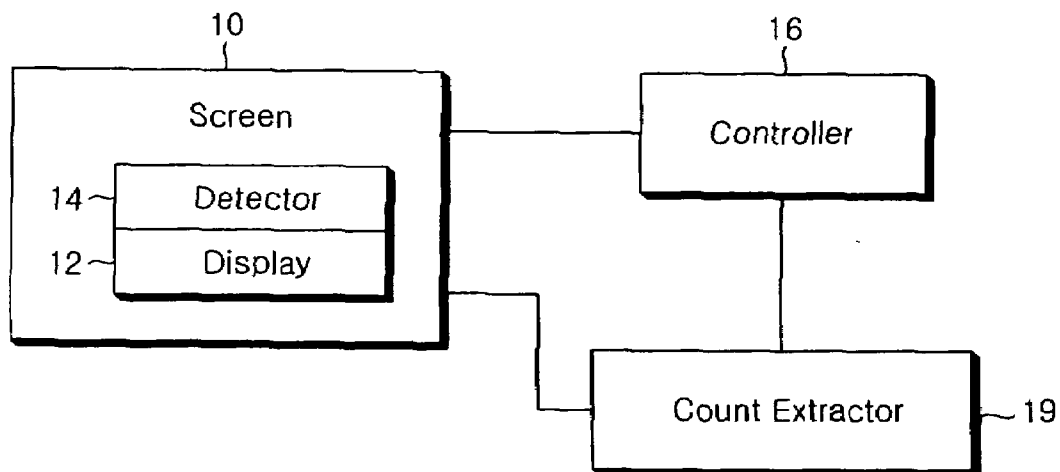 10
16
Screen
Controller
14
Detector
12
Display
Count Extractor
19